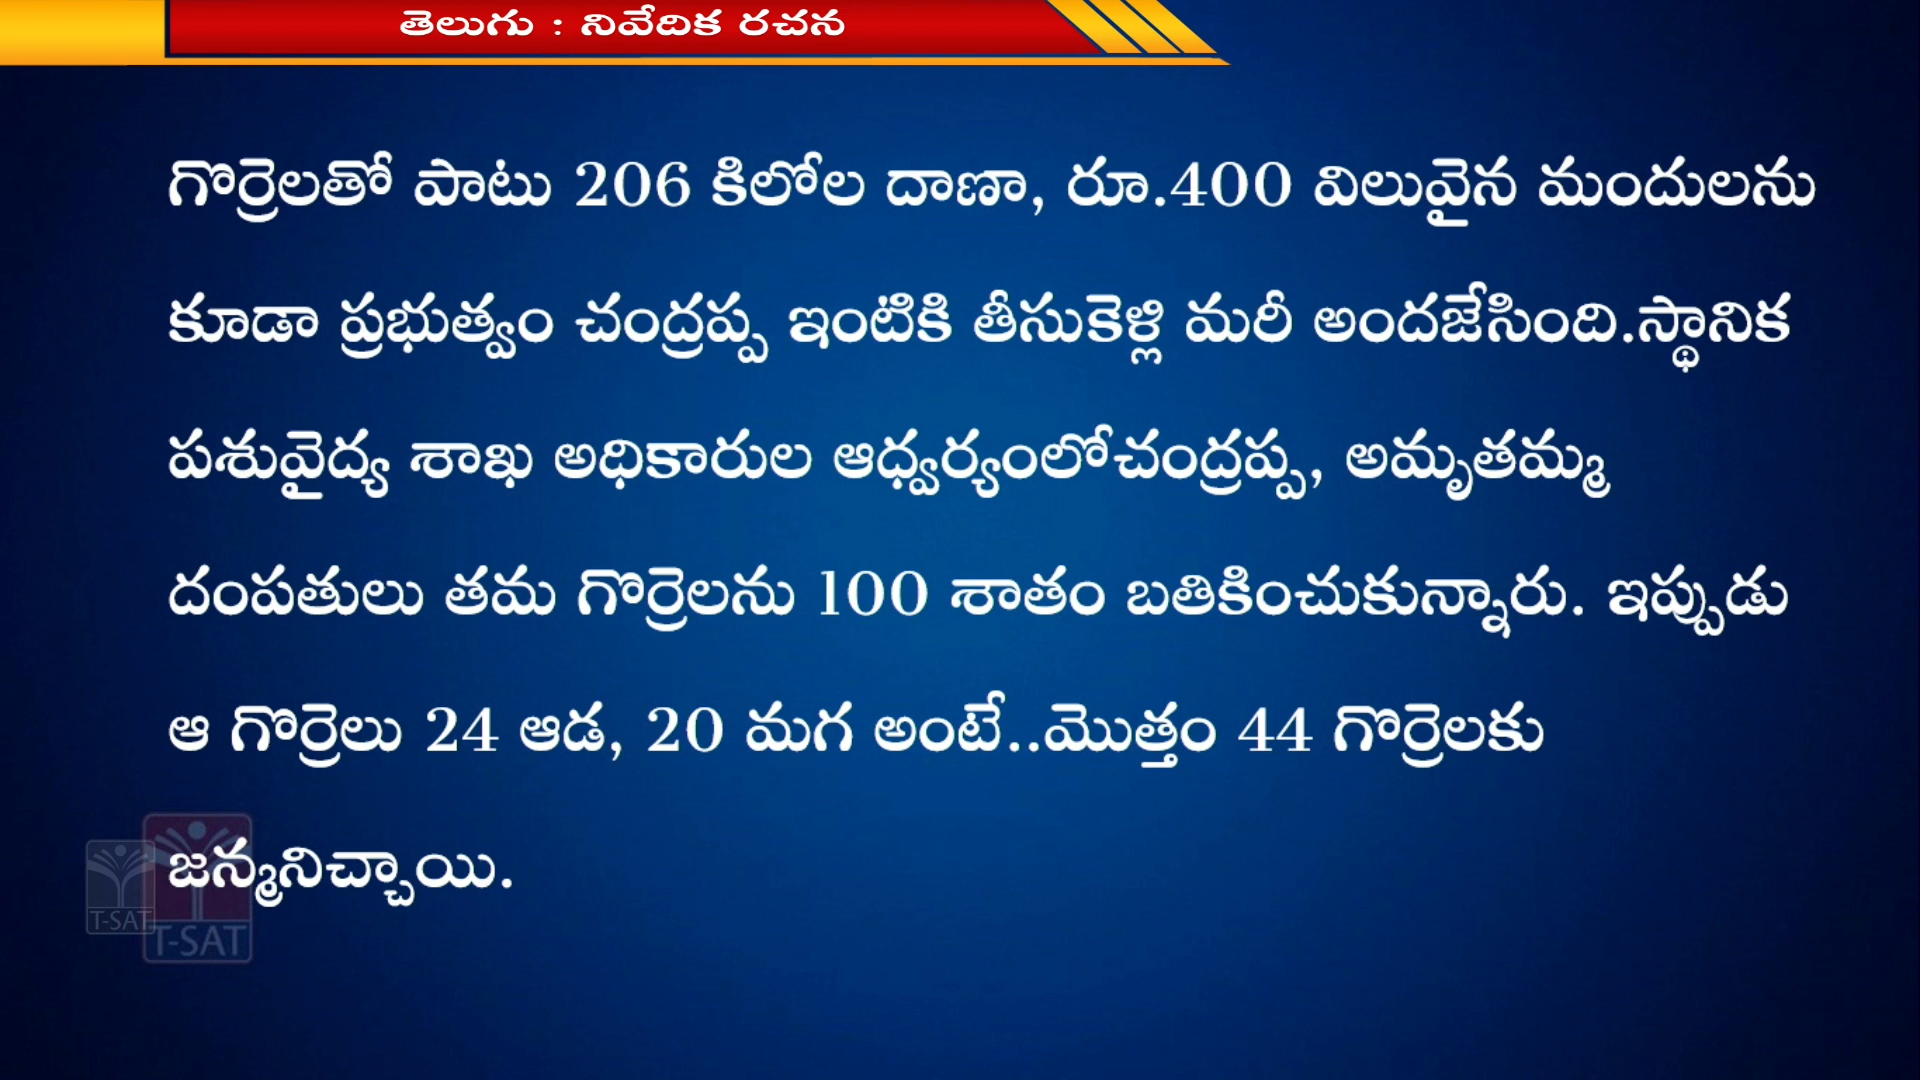 తెలుగు : నివేదిక రచన
గొర్రెలతో పాటు 206 కిలోల దాణా, రూ.400 విలువైన మందులను
కూడా ప్రభుత్వం చంద్రప్ప ఇంటికి తీసుకెళ్లి మరీ అందజేసింది.స్థానిక
పశువైద్య శాఖ అధికారుల ఆధ్వర్యంలోచంద్రప్ప, అమృతమ్మ
దంపతులు తమ గొర్రెలను 100 శాతం బతికించుకున్నారు. ఇప్పుడు
ఆ గొర్రెలు 24 ఆడ, 20 మగ అంటే..మొత్తం 44 గొర్రెలకు
జన్మనిచ్చాయి.
T-SAT
T-SAT